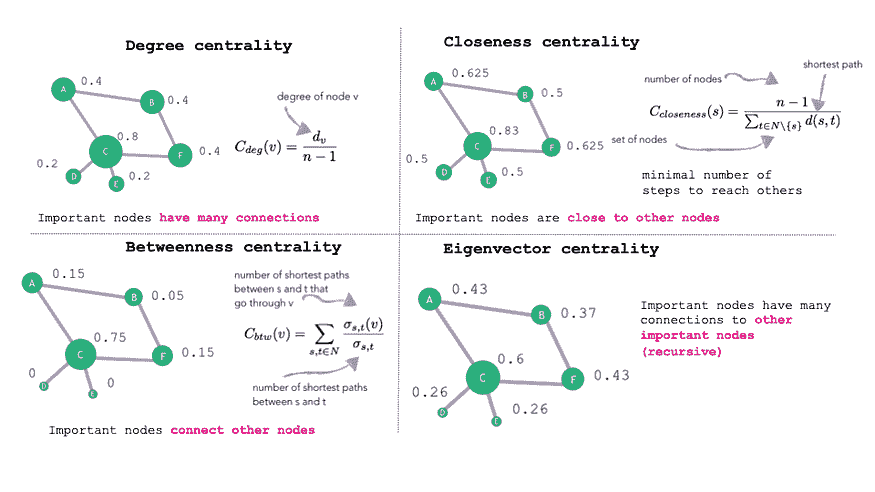 Degree centrality
A
0.4
B
0.4
C
0.8
F
0.4
D
0.2
E
0.2
degree of node v
C_{deg}(v) = \frac{d_v}{n-1}
Important nodes have many connections
Closeness centrality
A
0.625
B
0.5
C
0.83
F
0.625
D
0.5
E
0.5
number of nodes
shortest path
C_{closeness}(s) = \frac{n-1}{\sum_{t \in N \setminus \{s\}} d(s,t)}
set of nodes
minimal number of
steps to reach others
Important nodes are close to other nodes
Betweenness centrality
A
0.15
B
0.05
C
0.75
F
0.15
D
0
E
0
number of shortest paths
between s and t that
go through v
C_{btw}(v) = \sum_{s,t \in N} \frac{\sigma_{s,t}(v)}{\sigma_{s,t}}
number of shortest paths
between s and t
Important nodes connect other nodes
Eigenvector centrality
A
0.43
B
0.37
C
0.6
F
0.43
D
0.26
E
0.26
Important nodes have many
connections to other
important nodes
(recursive)